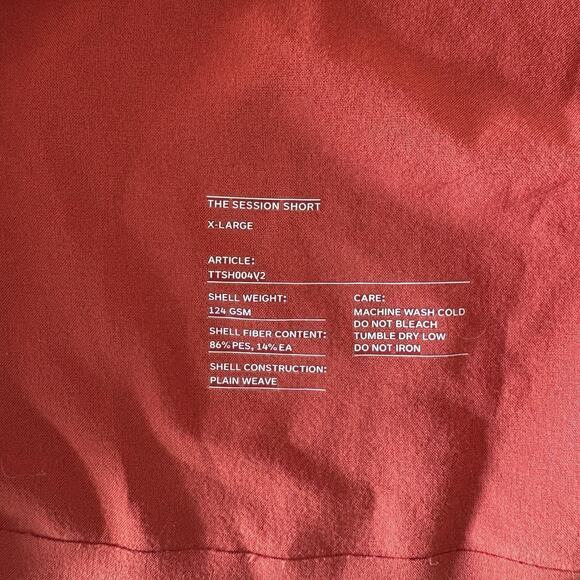 THE SESSION SHORT
X-LARGE
ARTICLE:
TTSH004V2
SHELL WEIGHT:
124 GSM
SHELL FIBER CONTENT:
86% PES, 14% EA
SHELL CONSTRUCTION:
PLAIN WEAVE
CARE:
MACHINE WASH COLD
DO NOT BLEACH
TUMBLE DRY LOW
DO NOT IRON